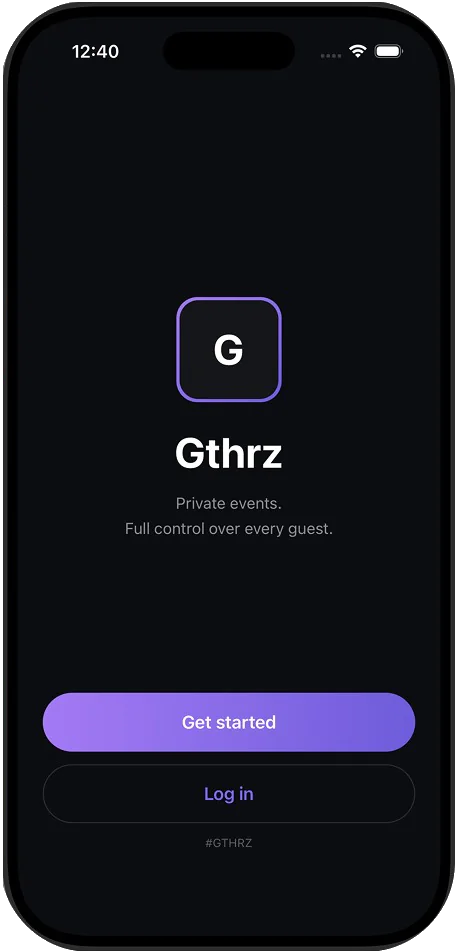 12:40
G
Gthrz
Private events.
Full control over every guest.
Get started
Log in
#GTHRZ